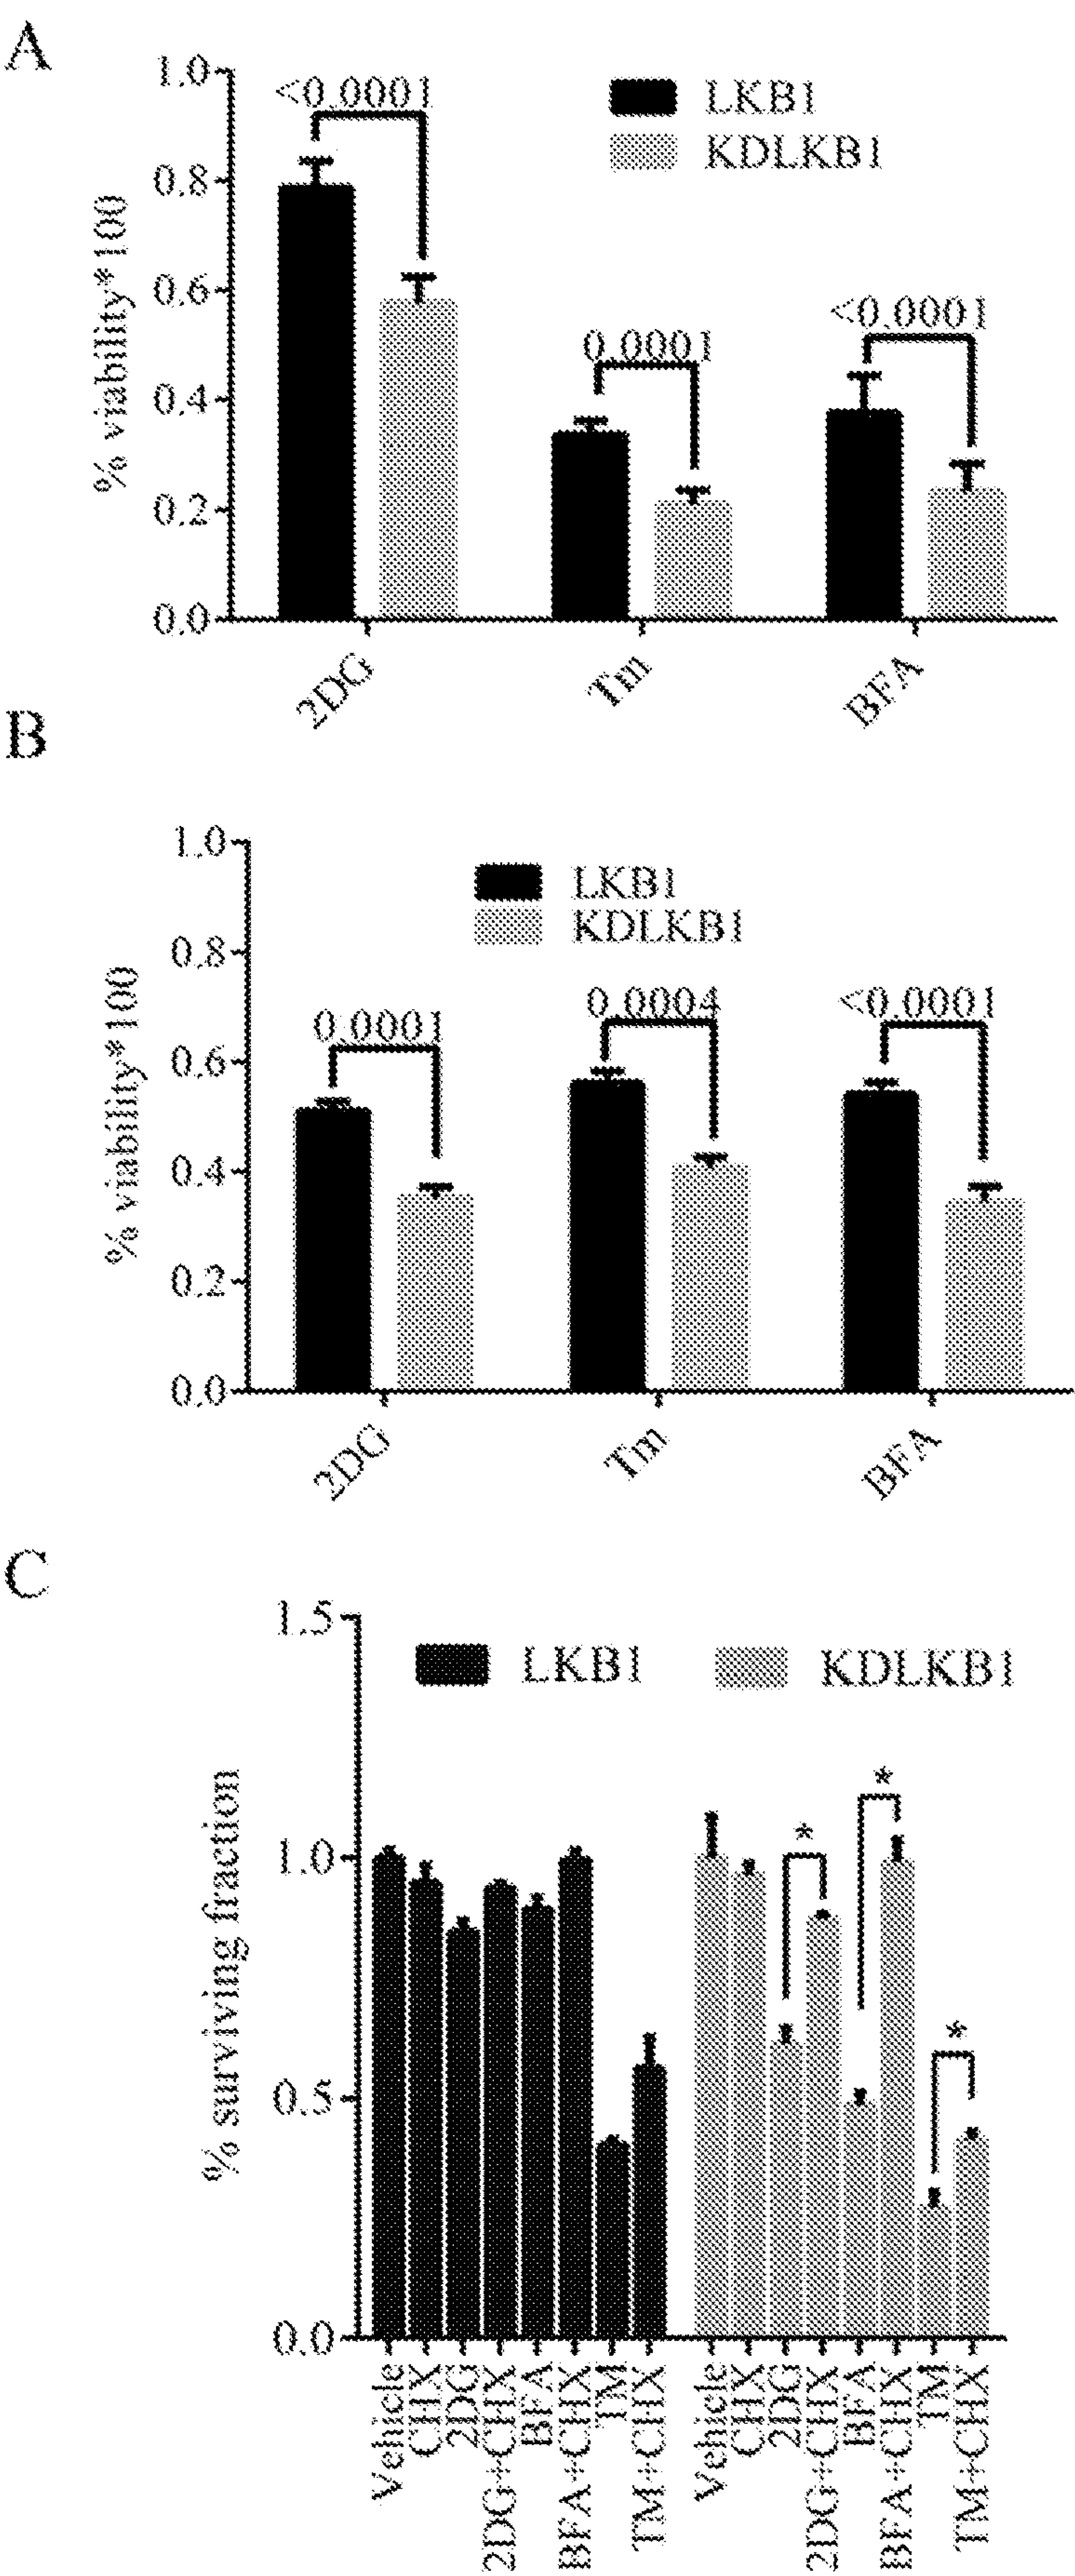 A
1.0
0.8
0.6
0.4
0.2
0.0
% viability*100
LKB1
KDLKB1
<0.0001
0.0001
<0.0001
2DG
Tm
BFA
B
1.0
0.8
0.6
0.4
0.2
0.0
% viability*100
LKB1
KDLKB1
0.0001
0.0004
<0.0001
2DG
Tm
BFA
C
1.5
1.0
0.5
0.0
% surviving fraction
LKB1
KDLKB1
*
*
*
Vehicle
CHX
2DG
2DG+CHX
BFA
BFA+CHX
TM
TM+CHX
Vehicle
CHX
2DG
2DG+CHX
BFA
BFA+CHX
TM
TM+CHX